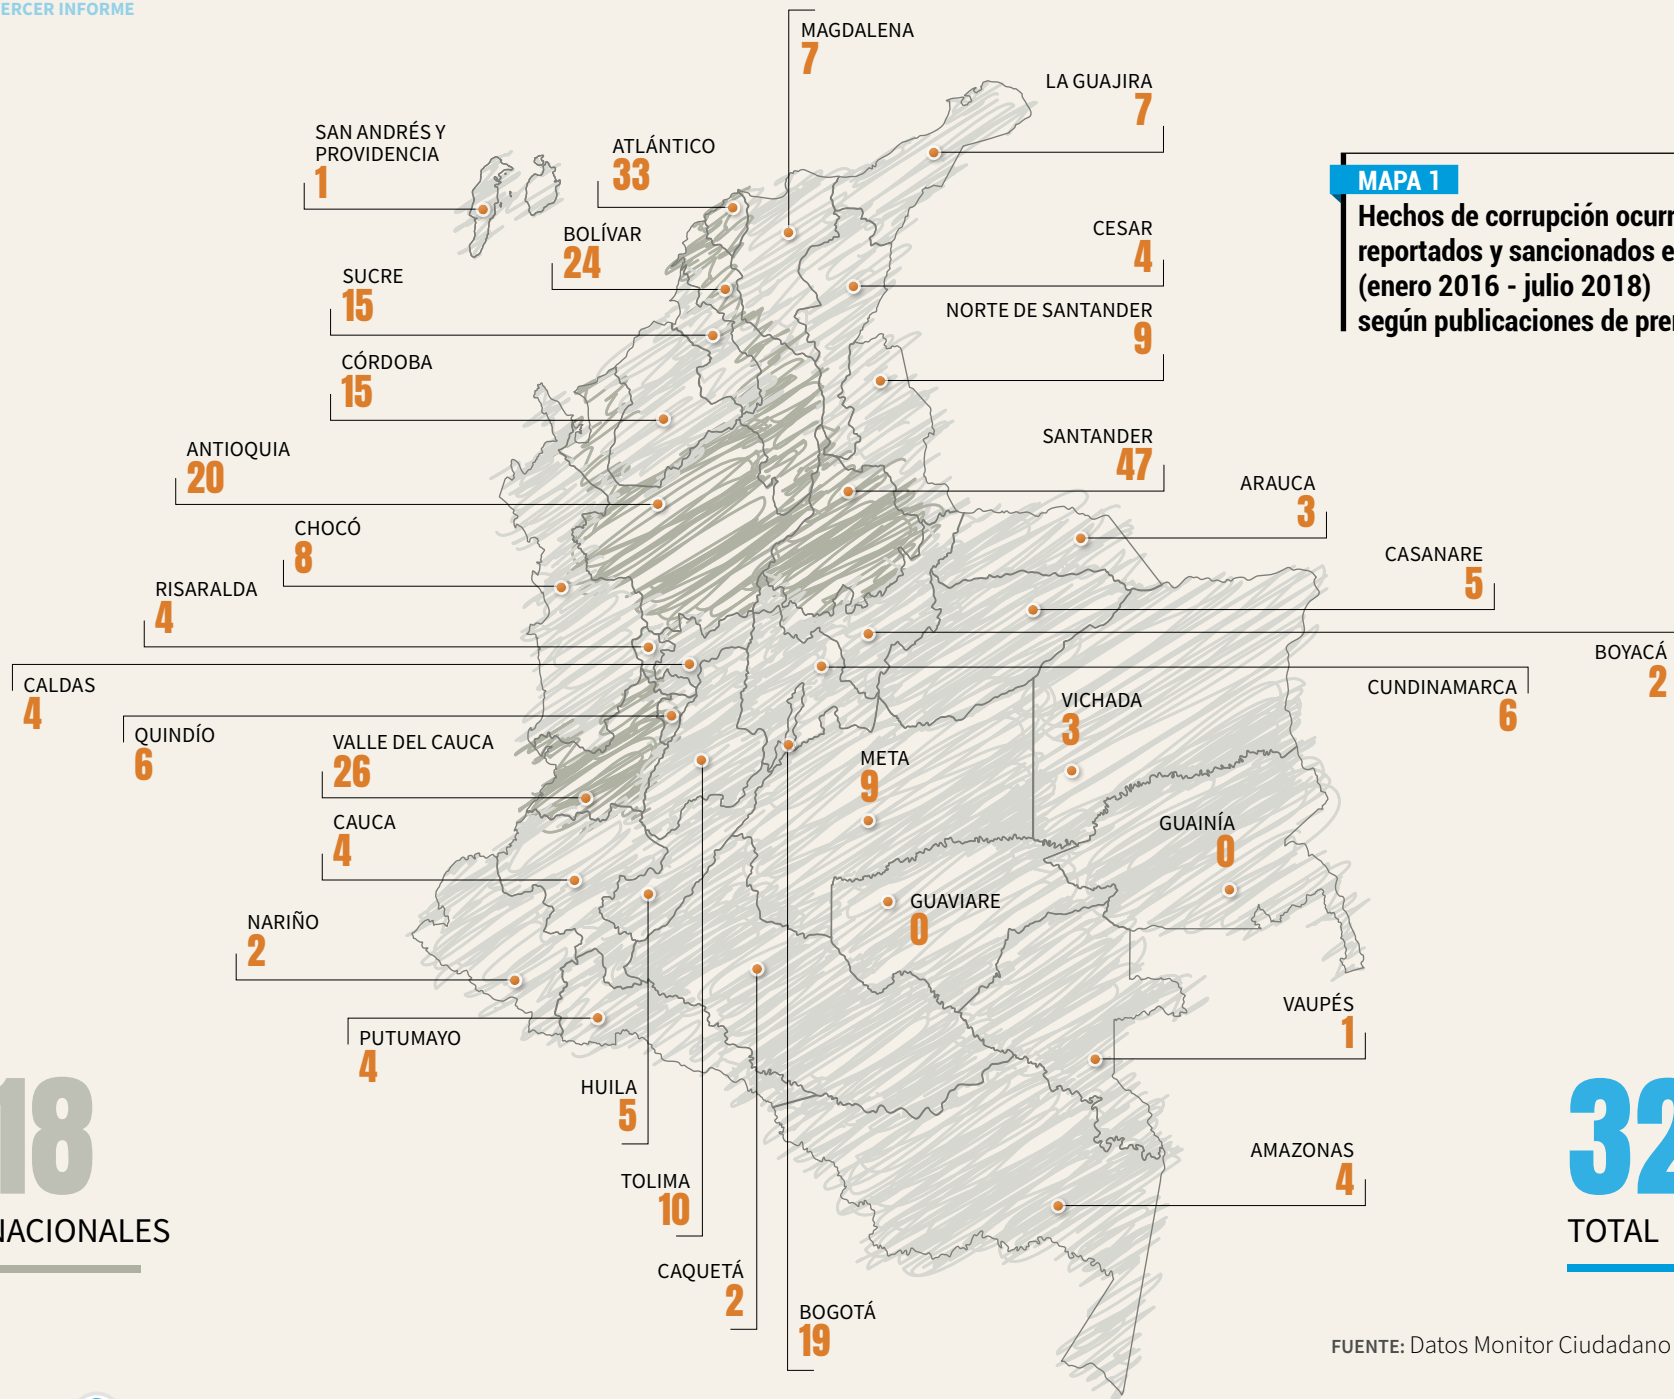 ERCER INFORME
MAGDALENA
7
LA GUAJIRA
7
SAN ANDRÉS Y
PROVIDENCIA
1
ATLÁNTICO
33
MAPA 1
Hechos de corrupción ocurr
reportados y sancionados e
(enero 2016 - julio 2018)
según publicaciones de pre
BOLÍVAR
24
CESAR
4
SUCRE
15
NORTE DE SANTANDER
9
CÓRDOBA
15
ANTIOQUIA
20
SANTANDER
47
ARAUCA
3
CHOCÓ
8
CASANARE
5
RISARALDA
4
BOYACÁ
2
CALDAS
4
CUNDINAMARCA
6
QUINDÍO
6
VALLE DEL CAUCA
26
VICHADA
3
META
9
CAUCA
4
GUAINÍA
0
GUAVIARE
0
NARIÑO
2
VAUPÉS
1
PUTUMAYO
4
HUILA
5
18
NACIONALES
32
TOTAL
AMAZONAS
4
TOLIMA
10
CAQUETÁ
2
BOGOTÁ
19
FUENTE: Datos Monitor Ciudadano